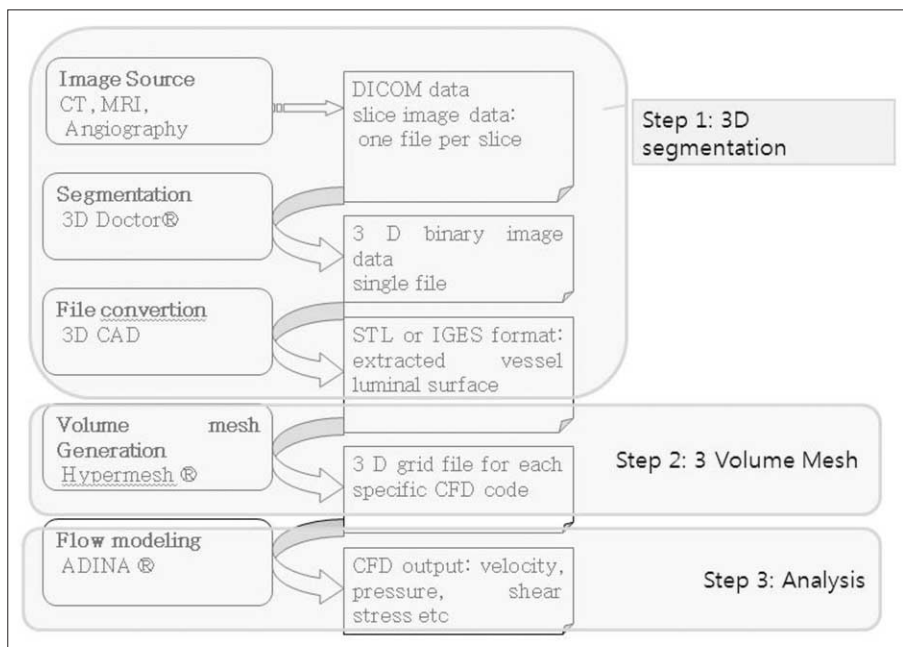 Image Source
CT, MRI,
Angiography
DICOM data
slice image data:
one file per slice
Step 1: 3D
segmentation
Segmentation
3D Doctor®
3 D binary image
data
single file
File convertion
3D CAD
STL or IGES format:
extracted vessel
luminal surface
Volume mesh
Generation
Hypermesh ®
3 D grid file for each
specific CFD code
Step 2: 3 Volume Mesh
Flow modeling
ADINA ®
CFD output: velocity,
pressure, shear
stress etc
Step 3: Analysis